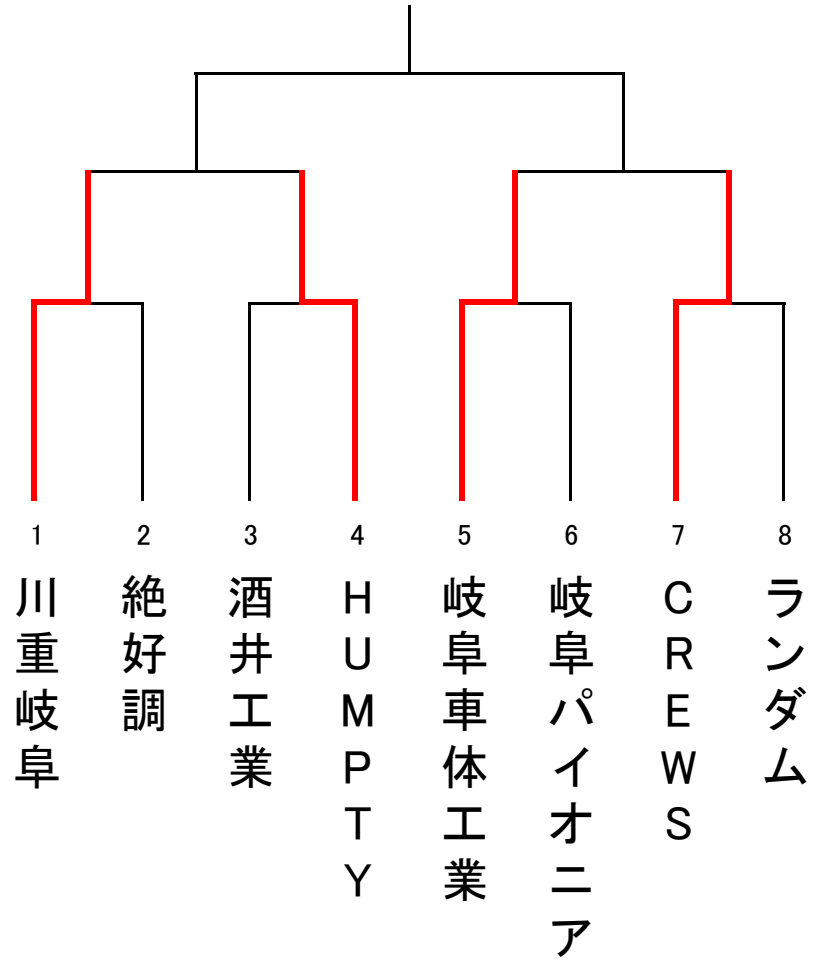 1
2
3
4
5
6
7
8
川重岐阜
絶好調
酒井工業
HUMPTY
岐阜車体工業
岐阜パイオニア
CREWS
ランダム